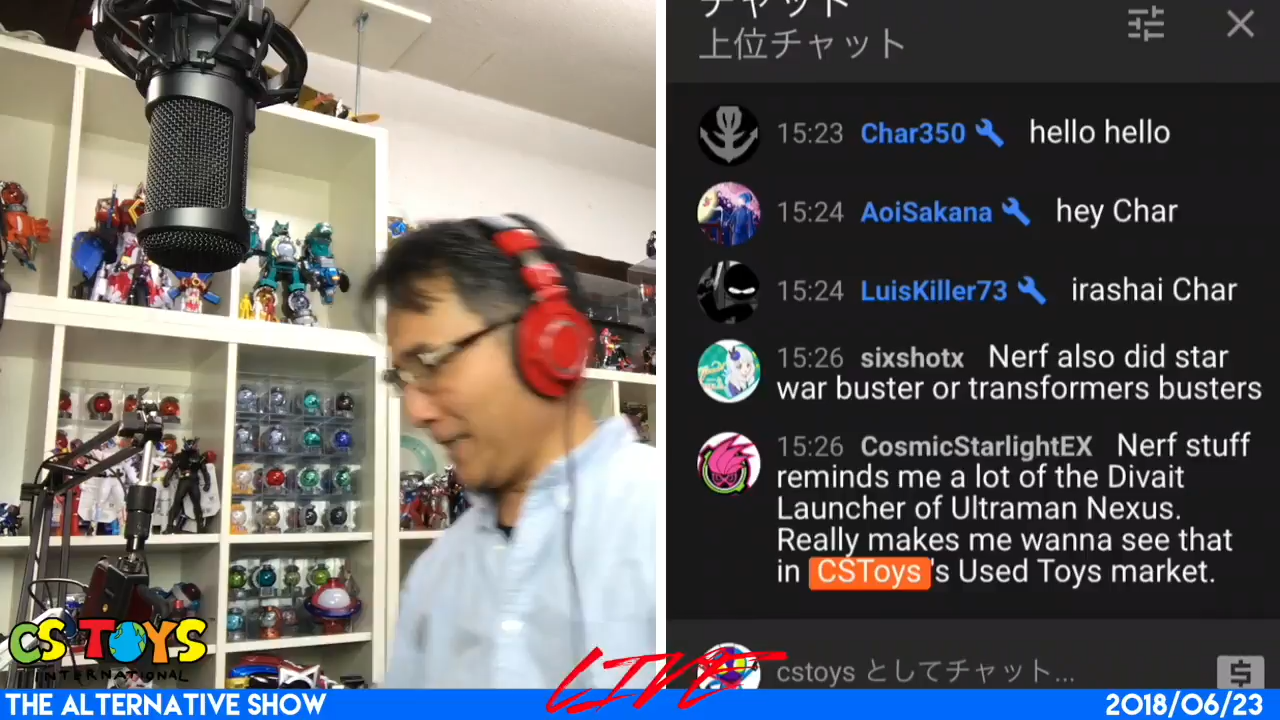 チャット
上位チャット
15:23 Char350 hello hello
15:24 AoiSakana hey Char
15:24 LuisKiller73 irashai Char
15:26 sixshotx Nerf also did star
war buster or transformers busters
15:26 CosmicStarlightEX Nerf stuff
reminds me a lot of the Divait
Launcher of Ultraman Nexus.
Really makes me wanna see that
in CSToys's Used Toys market.
cstoys としてチャット...
CS TOYS
INTERNATIONAL
LIVE
THE ALTERNATIVE SHOW
2018/06/23